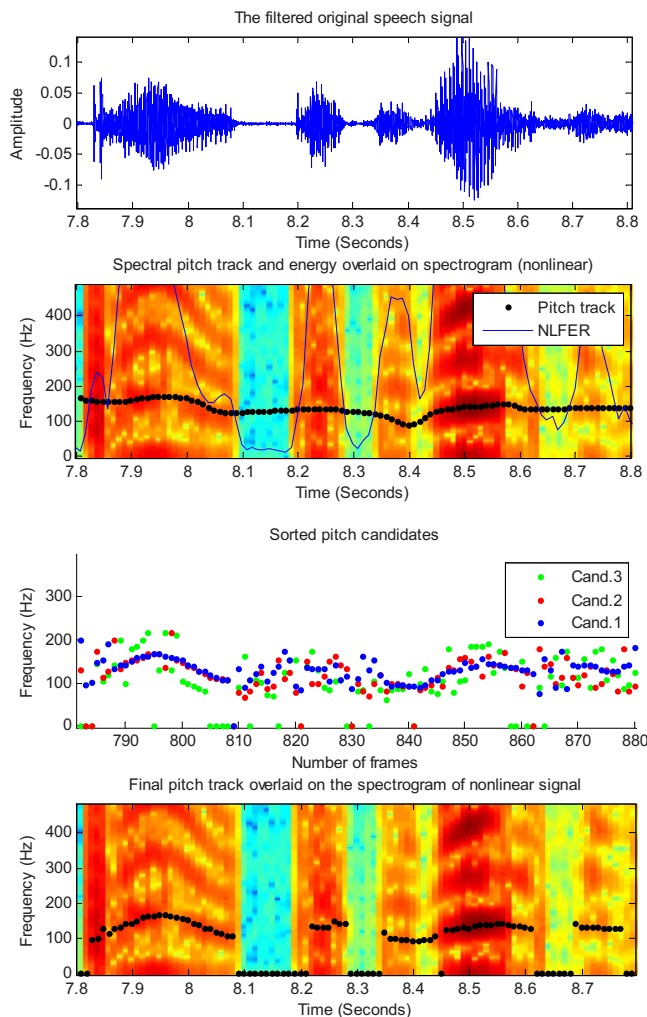 The filtered original speech signal
Amplitude
0.1
0.05
0
-0.05
-0.1
7.8 7.9 8 8.1 8.2 8.3 8.4 8.5 8.6 8.7 8.8
Time (Seconds)
Spectral pitch track and energy overlaid on spectrogram (nonlinear)
Frequency (Hz)
400
300
200
100
0
Pitch track
NLFER
7.8 7.9 8 8.1 8.2 8.3 8.4 8.5 8.6 8.7 8.8
Time (Seconds)
Sorted pitch candidates
Frequency (Hz)
300
200
100
0
Cand.3
Cand.2
Cand.1
790 800 810 820 830 840 850 860 870 880
Number of frames
Final pitch track overlaid on the spectrogram of nonlinear signal
Frequency (Hz)
400
300
200
100
0
7.8 7.9 8 8.1 8.2 8.3 8.4 8.5 8.6 8.7
Time (Seconds)